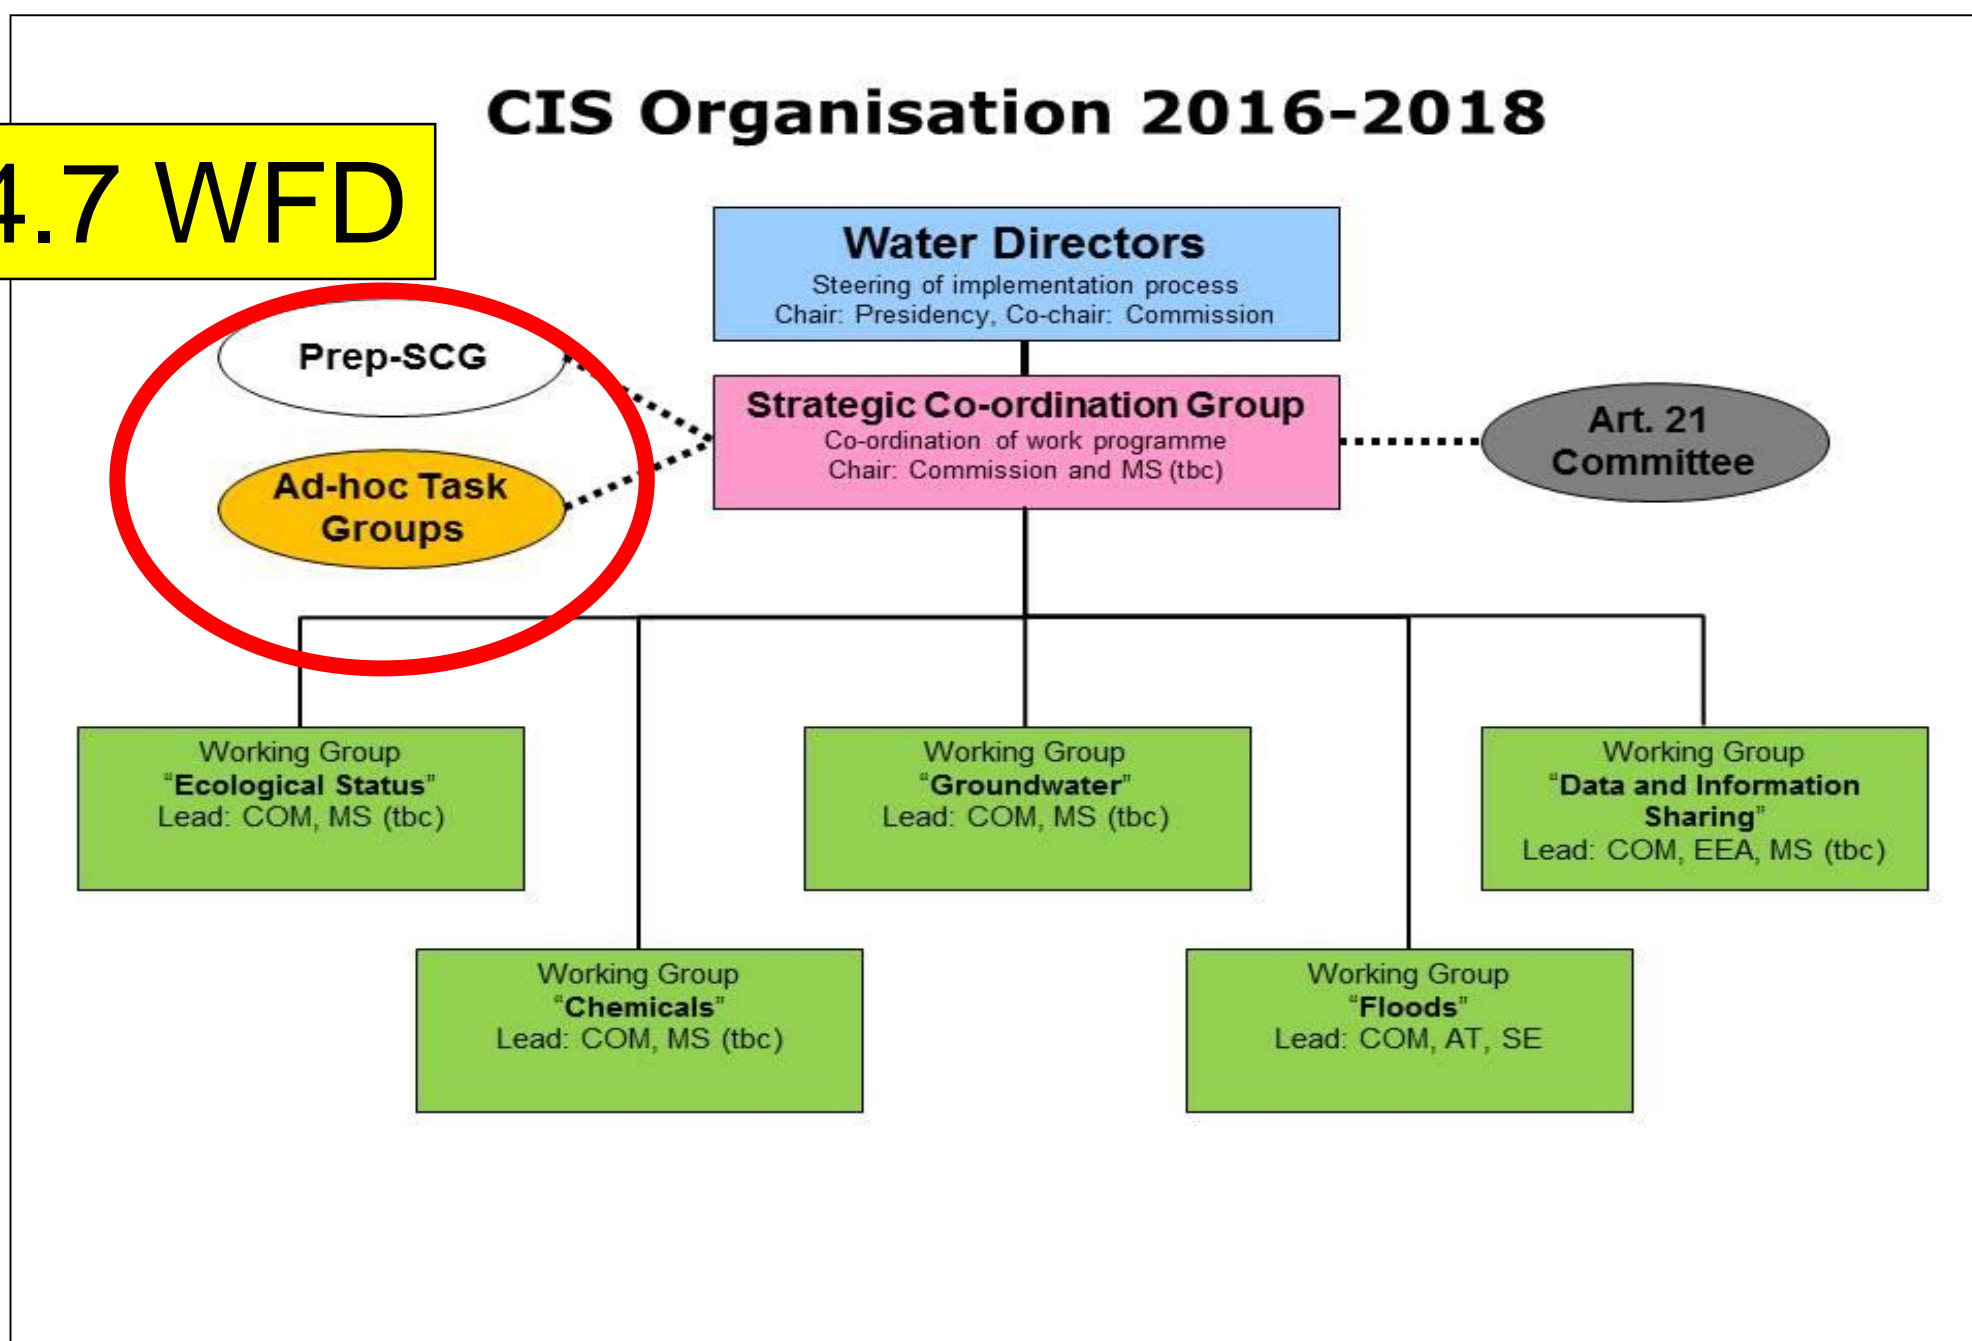 CIS Organisation 2016-2018
4.7 WFD
Water Directors
Steering of implementation process
Chair: Presidency, Co-chair: Commission
Prep-SCG
Strategic Co-ordination Group
Co-ordination of work programme
Chair: Commission and MS (tbc)
Art. 21
Committee
Ad-hoc Task
Groups
Working Group
"Ecological Status"
Lead: COM, MS (tbc)
Working Group
"Groundwater"
Lead: COM, MS (tbc)
Working Group
"Data and Information
Sharing"
Lead: COM, EEA, MS (tbc)
Working Group
"Chemicals"
Lead: COM, MS (tbc)
Working Group
"Floods"
Lead: COM, AT, SE